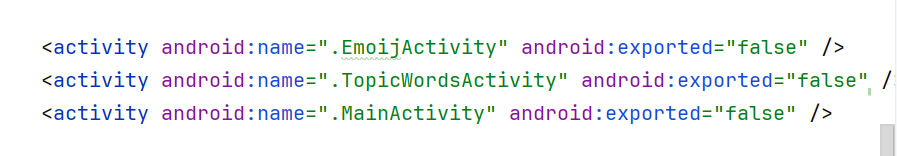 <activity android:name=".EmoijActivity" android:exported="false" />
<activity android:name=".TopicWordsActivity" android:exported="false" /
<activity android:name=".MainActivity" android:exported="false" />